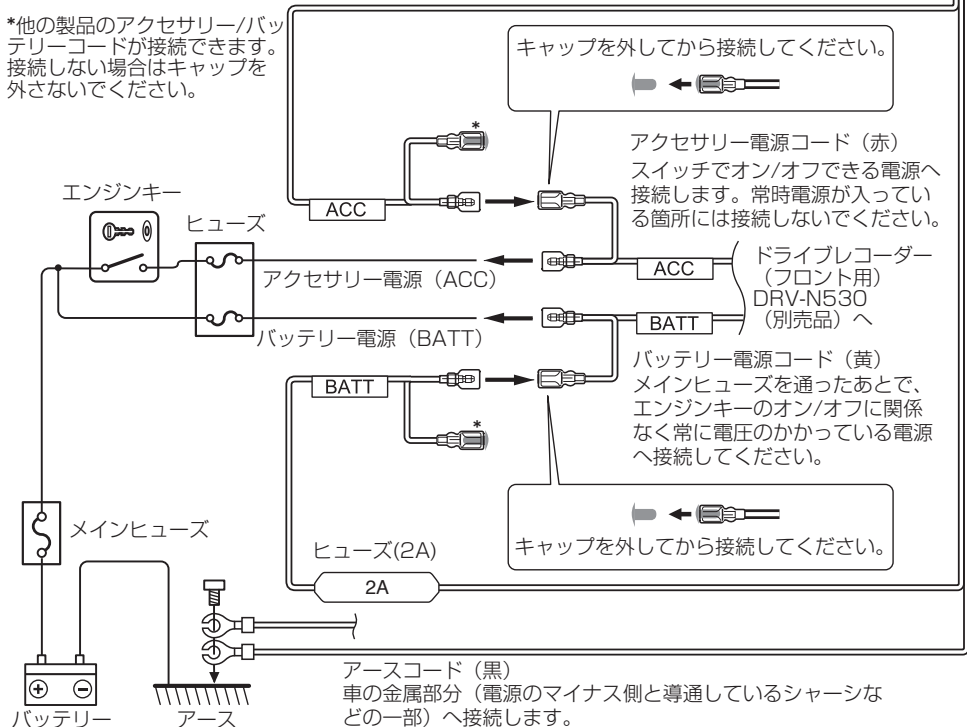 *他の製品のアクセサリー/バッ
テリーコードが接続できます。
接続しない場合はキャップを
外さないでください。
キャップを外してから接続してください。
*
アクセサリー電源コード（赤）
スイッチでオン/オフできる電源へ
接続します。常時電源が入ってい
る箇所には接続しないでください。
エンジンキー
ヒューズ
ACC
アクセサリー電源（ACC）
ACC
ドライブレコーダー
（フロント用）
DRV-N530
（別売品）へ
バッテリー電源（BATT）
BATT
バッテリー電源コード（黄）
メインヒューズを通ったあとで、
エンジンキーのオン/オフに関係
なく常に電圧のかかっている電源
へ接続してください。
BATT
*
キャップを外してから接続してください。
メインヒューズ
ヒューズ(2A)
2A
バッテリー
アース
アースコード（黒）
車の金属部分（電源のマイナス側と導通しているシャーシな
どの一部）へ接続します。